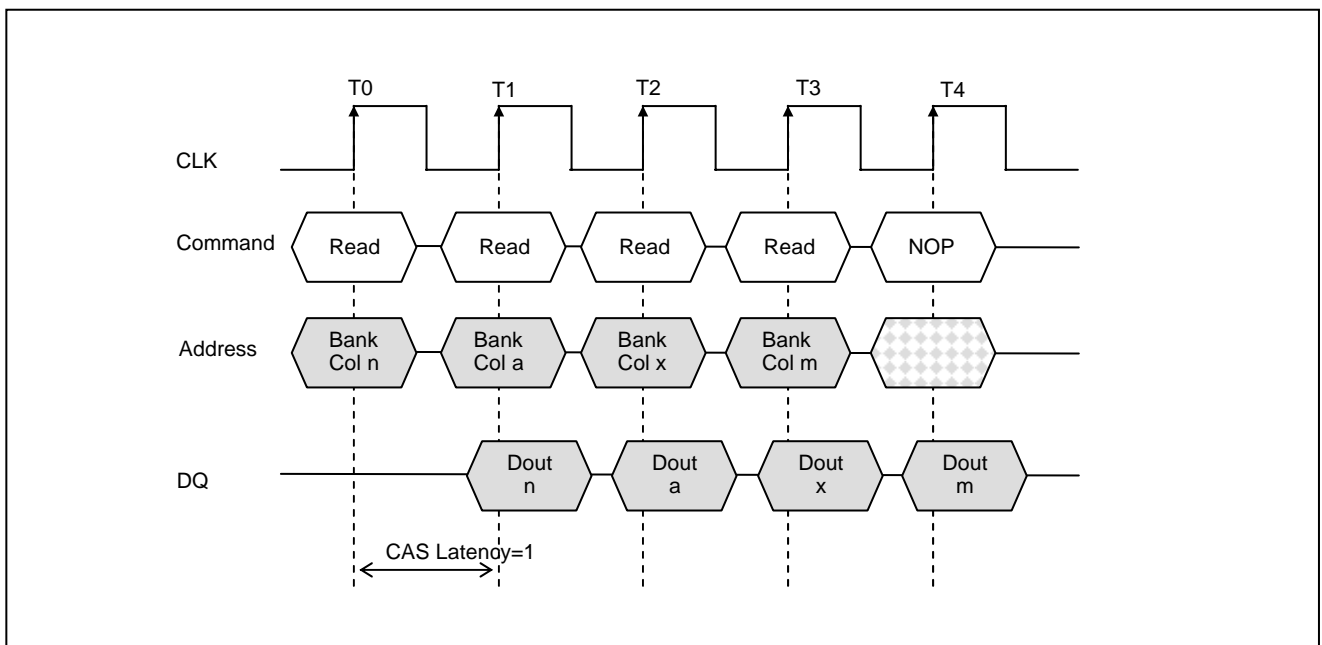 T0 T1 T2 T3 T4
CLK
Command Read Read Read Read NOP
Address
Bank
Col n
Bank
Col a
Bank
Col x
Bank
Col m
DQ
Dout
n
Dout
a
Dout
x
Dout
m
CAS Latency=1